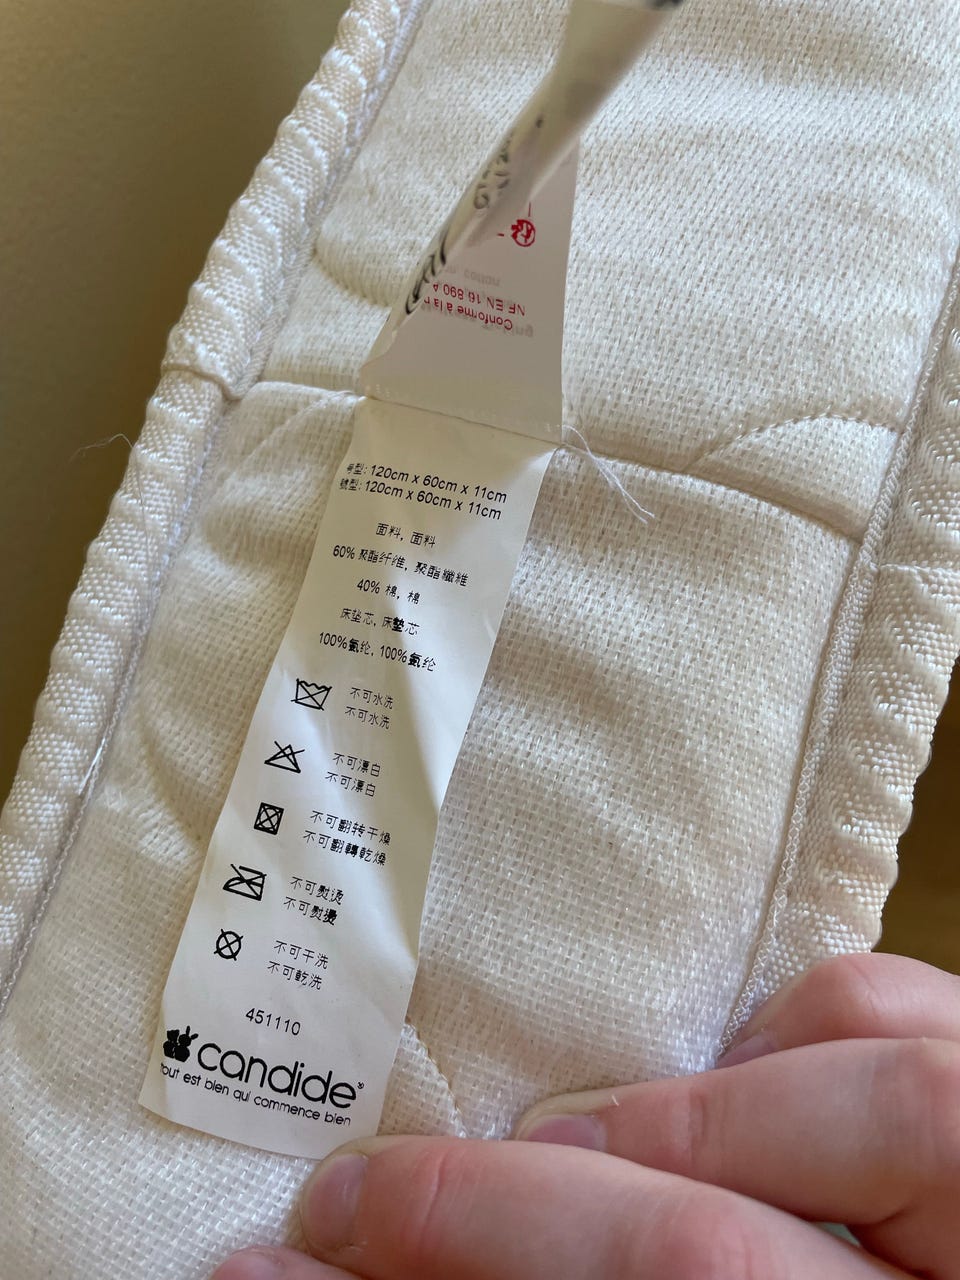 Conforme à la n
NF EN 16 890 A
号型: 120cm x 60cm x 11cm
號型: 120cm x 60cm x 11cm
面料, 面料
60% 聚酯纤维, 聚酯纖維
40% 棉, 棉
床垫芯, 床墊芯
100%氨纶, 100%氨纶
不可水洗
不可水洗
不可漂白
不可漂白
不可翻转干燥
不可翻轉乾燥
不可熨烫
不可熨燙
不可干洗
不可乾洗
451110
candide®
tout est bien qui commence bien